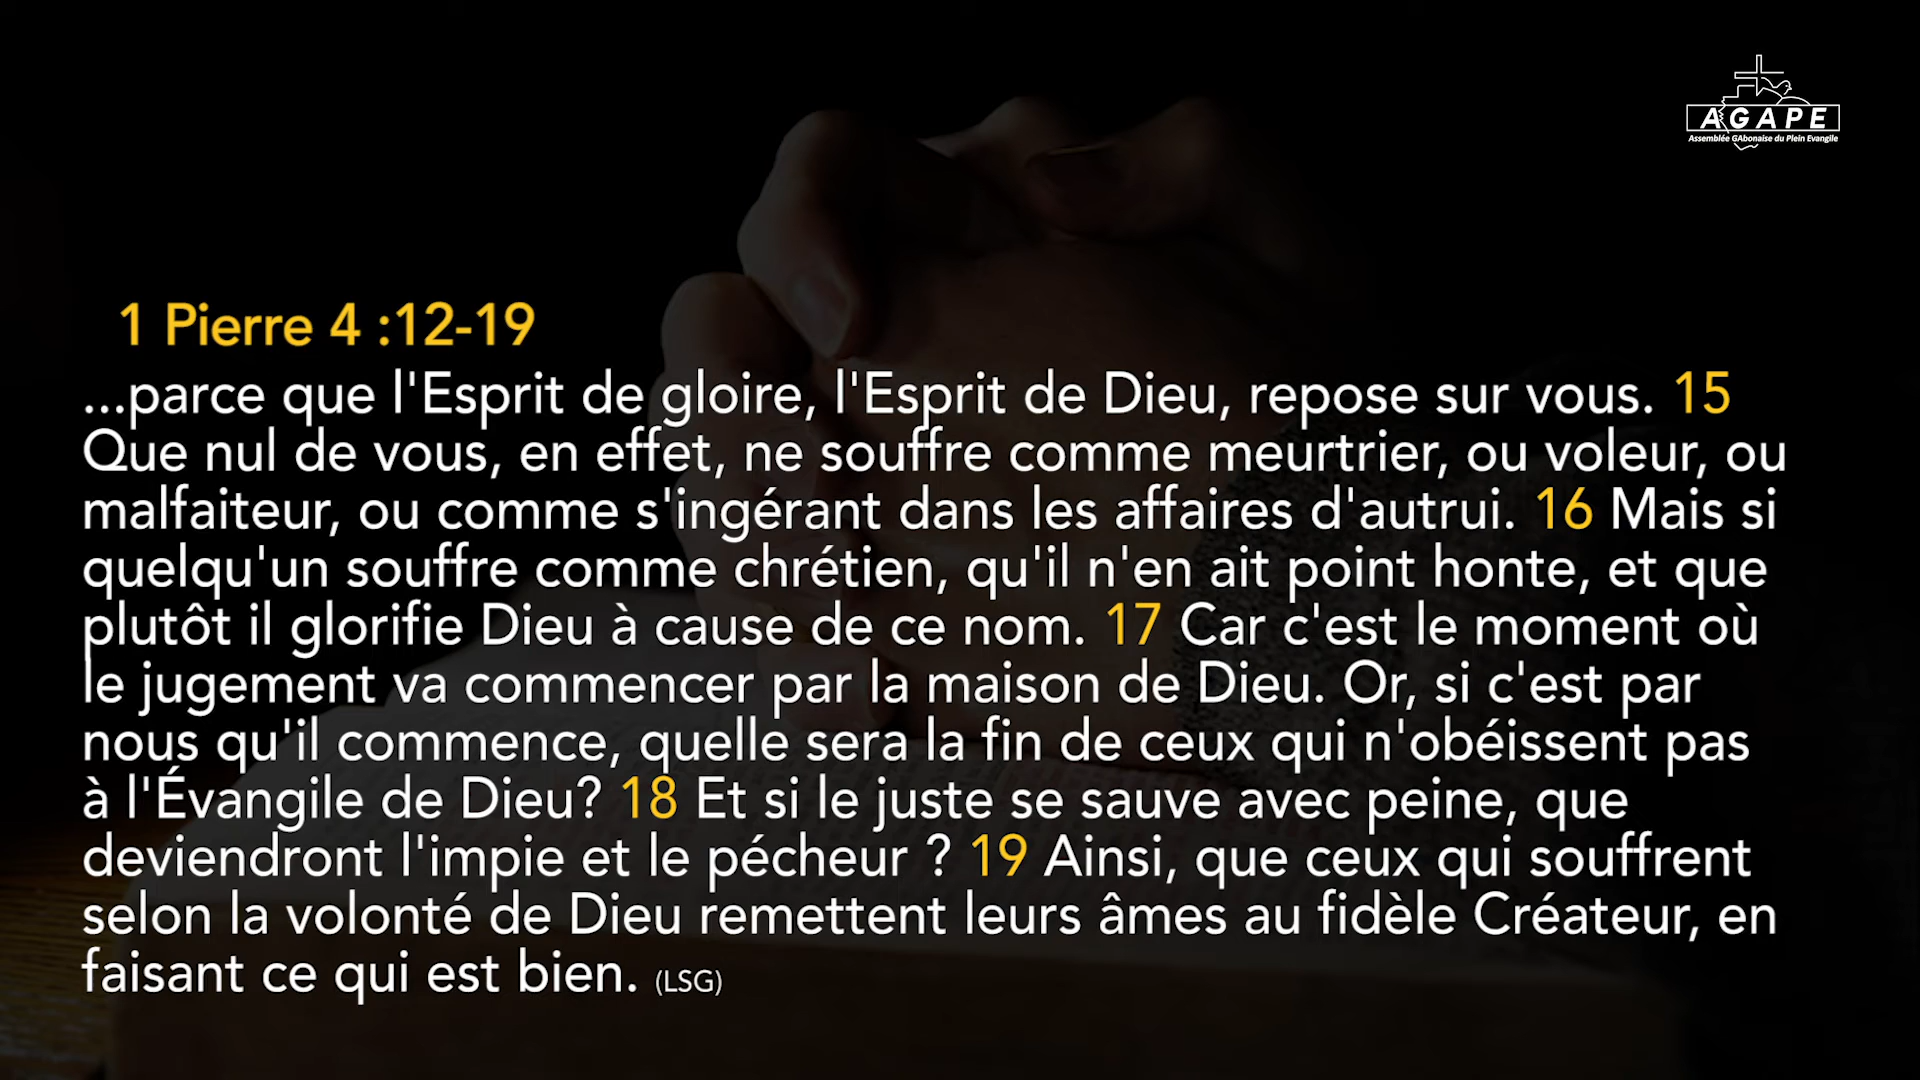 AGAPE
Assemblée GAbonaise du Plein Evangile
1 Pierre 4 :12-19
...parce que l'Esprit de gloire, l'Esprit de Dieu, repose sur vous. 15
Que nul de vous, en effet, ne souffre comme meurtrier, ou voleur, ou
malfaiteur, ou comme s'ingérant dans les affaires d'autrui. 16 Mais si
quelqu'un souffre comme chrétien, qu'il n'en ait point honte, et que
plutôt il glorifie Dieu à cause de ce nom. 17 Car c'est le moment où
le jugement va commencer par la maison de Dieu. Or, si c'est par
nous qu'il commence, quelle sera la fin de ceux qui n'obéissent pas
à l'Évangile de Dieu? 18 Et si le juste se sauve avec peine, que
deviendront l'impie et le pécheur ? 19 Ainsi, que ceux qui souffrent
selon la volonté de Dieu remettent leurs âmes au fidèle Créateur, en
faisant ce qui est bien. (LSG)